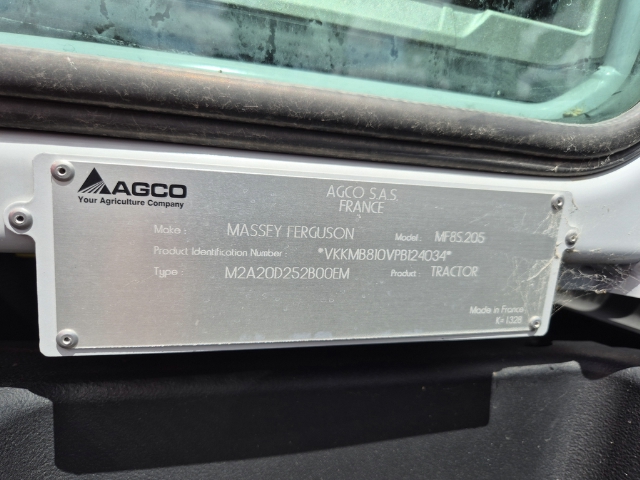 AGCO
Your Agriculture Company
AGCO S.A.S.
FRANCE
Make: MASSEY FERGUSON Model: MF8S.205
Product Identification Number *VKKMB810VPB124034*
Type M2A20D252B00EM Product: TRACTOR
Made in France
K=1328